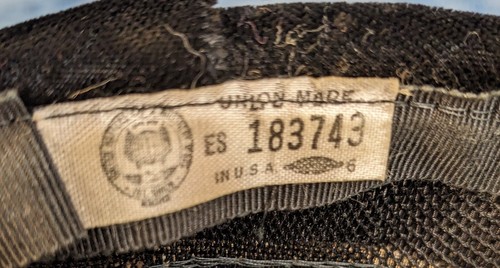 UNION MADE
ES 183743
IN U.S.A 6